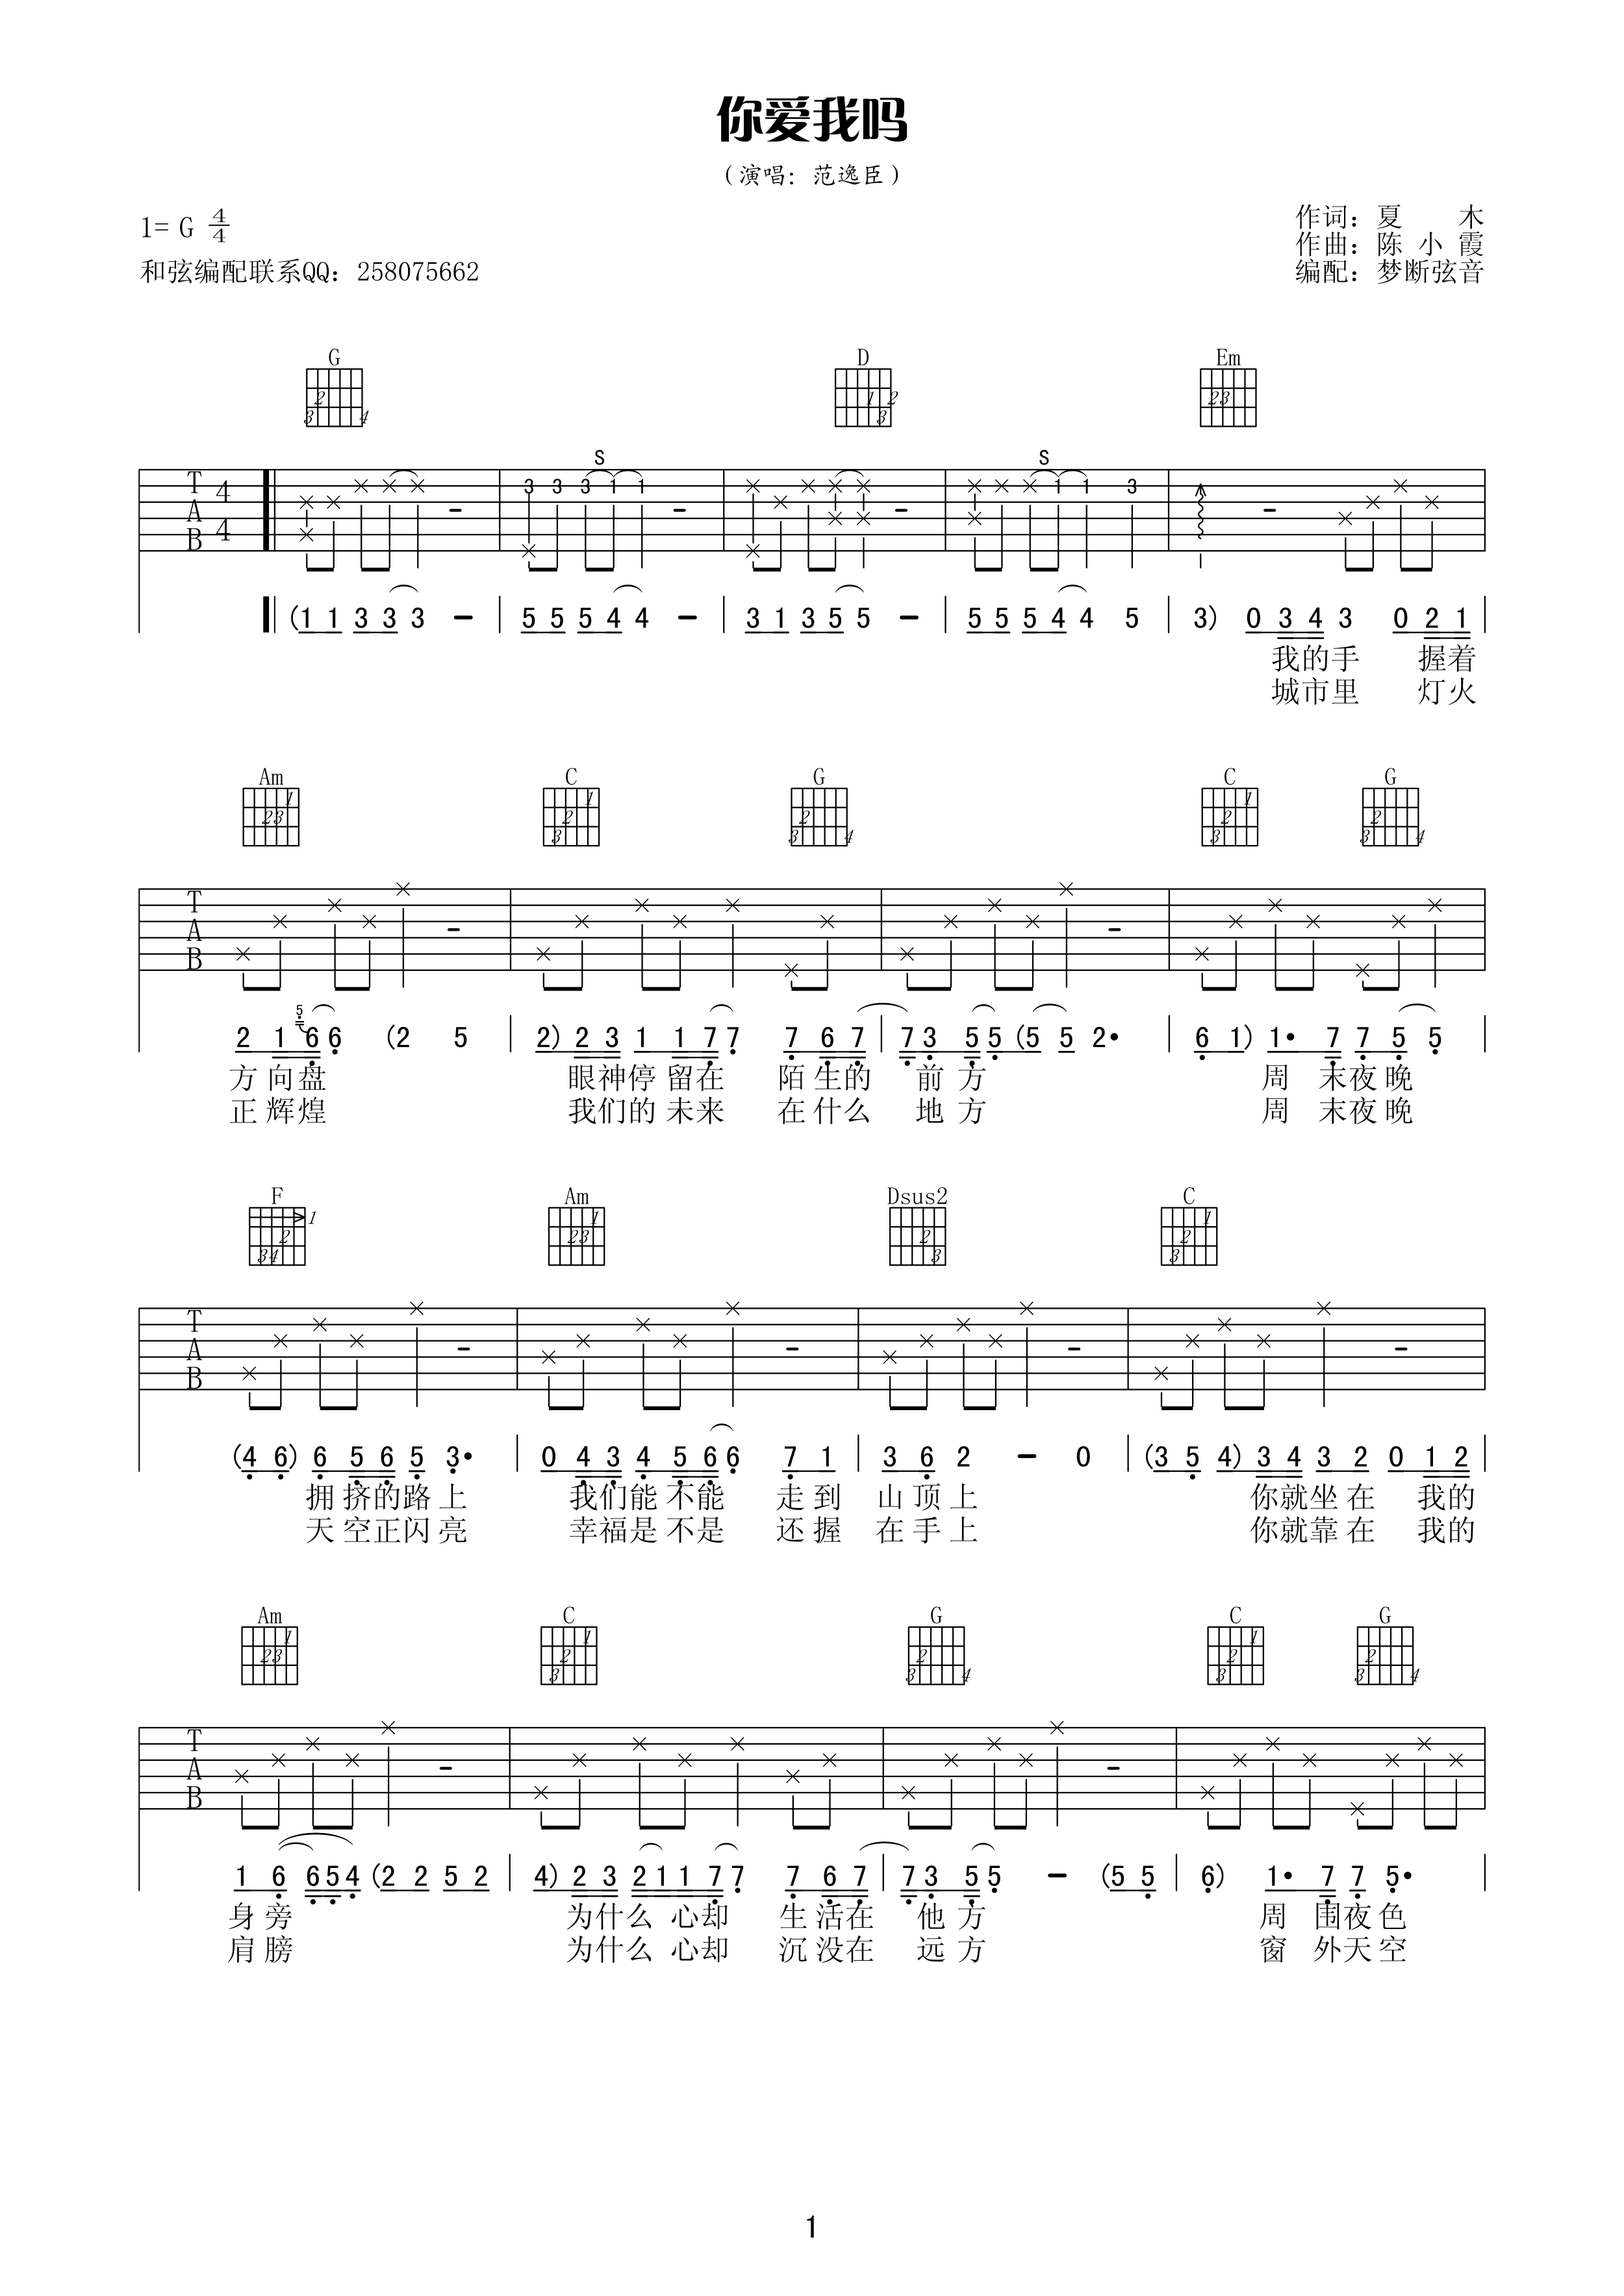 你爱我吗
（演唱：范逸臣）
1= G 4/4
作词：夏 木
作曲：陈 小 霞
和弦编配联系QQ：258075662
编配：梦断弦音
G D Em
S S
T A B 4 4 3 3 3 1 1 1 1 3
(1 1 3 3 3 - | 5 5 5 4 4 - | 3 1 3 5 5 - | 5 5 5 4 4 5 | 3) 0 3 4 3 0 2 1 |
我的手 握着
城市里 灯火
Am C G C G
T A B
2 1 5 6 6 (2 5 | 2) 2 3 1 1 7 7 7 6 7 | 7 3 5 5 (5 5 2· | 6 1) 1· 7 7 5 5 |
方向盘 眼神停留在 陌生的 前方 周 末夜晚
正辉煌 我们的未来 在什么 地方 周 末夜晚
F Am Dsus2 C
T A B
(4 6) 6 5 6 5 3· | 0 4 3 4 5 6 6 7 1 | 3 6 2 - 0 | (3 5 4) 3 4 3 2 0 1 2 |
拥挤的路上 我们能不能 走到 山顶上 你就坐在 我的
天空正闪亮 幸福是不是 还握 在手上 你就靠在 我的
Am C G C G
T A B
1 6 6 5 4 (2 2 5 2 | 4) 2 3 2 1 1 7 7 7 6 7 | 7 3 5 5 - (5 5 | 6) 1· 7 7 5· |
身旁 为什么 心却 生活在 他方 周 围夜色
肩膀 为什么 心却 沉没在 远方 窗 外天空
1